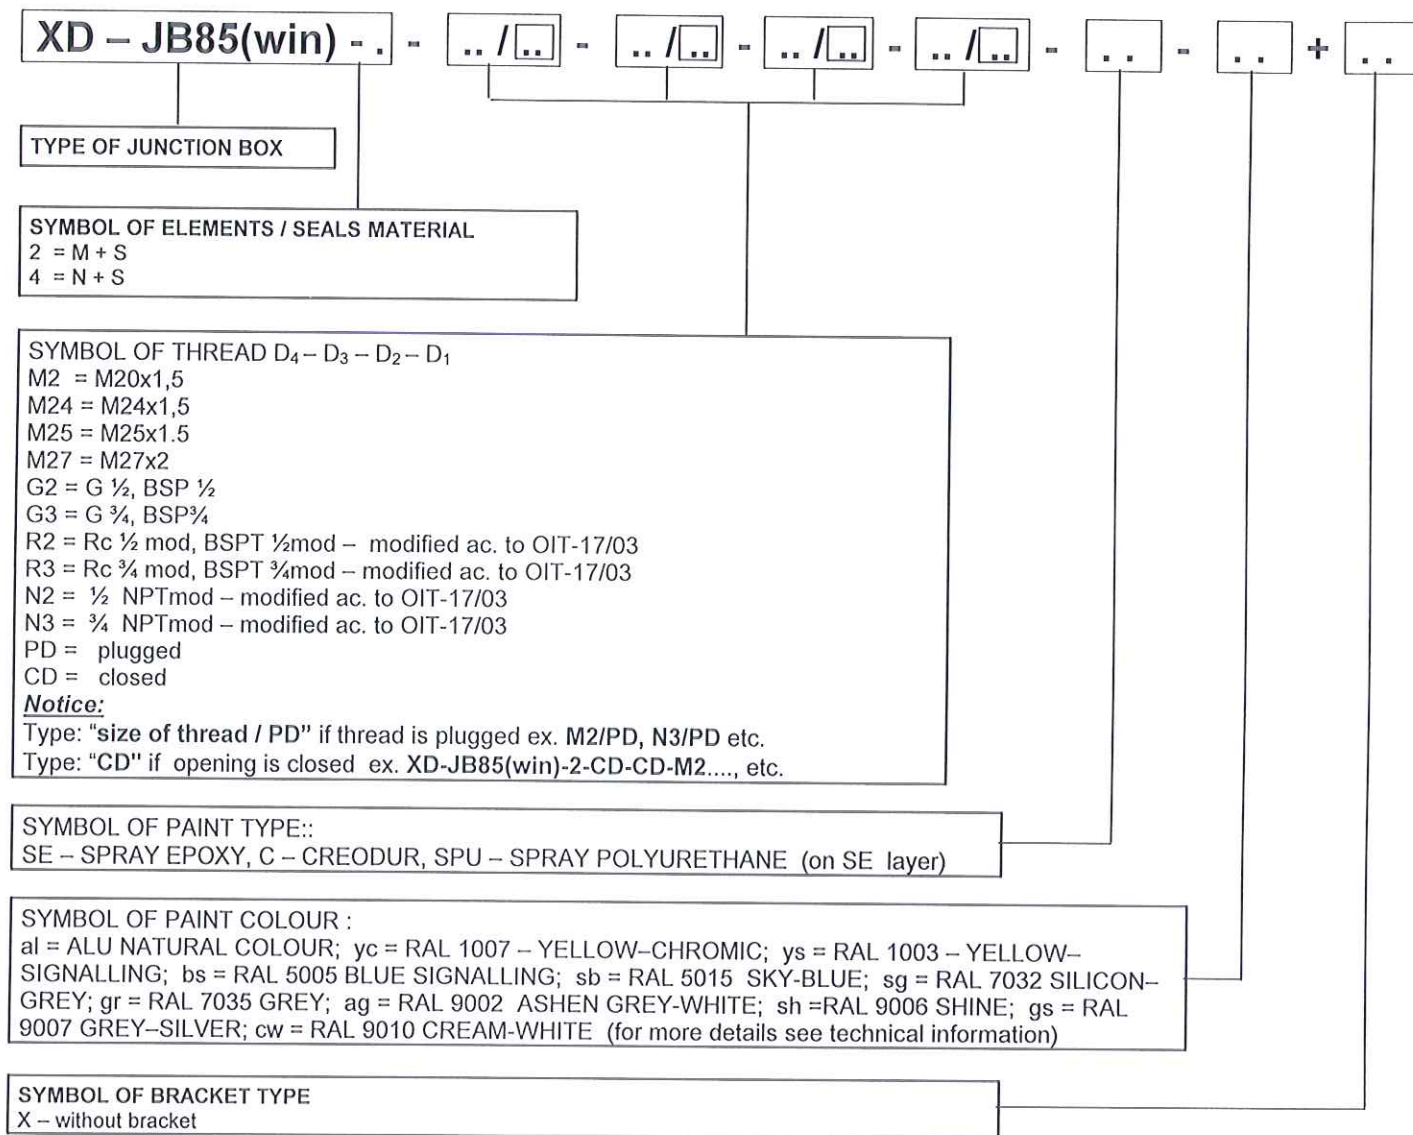 XD – JB85(win) - . - .. / .. - .. / .. - .. / .. - .. / .. - .. - .. + ..
TYPE OF JUNCTION BOX
SYMBOL OF ELEMENTS / SEALS MATERIAL
2 = M + S
4 = N + S
SYMBOL OF THREAD D₄ – D₃ – D₂ – D₁
M2 = M20x1,5
M24 = M24x1,5
M25 = M25x1.5
M27 = M27x2
G2 = G ½, BSP ½
G3 = G ¾, BSP¾
R2 = Rc ½ mod, BSPT ½mod – modified ac. to OIT-17/03
R3 = Rc ¾ mod, BSPT ¾mod – modified ac. to OIT-17/03
N2 = ½ NPTmod – modified ac. to OIT-17/03
N3 = ¾ NPTmod – modified ac. to OIT-17/03
PD = plugged
CD = closed
Notice:
Type: "size of thread / PD" if thread is plugged ex. M2/PD, N3/PD etc.
Type: "CD" if opening is closed ex. XD-JB85(win)-2-CD-CD-M2...., etc.
SYMBOL OF PAINT TYPE::
SE – SPRAY EPOXY, C – CREODUR, SPU – SPRAY POLYURETHANE (on SE layer)
SYMBOL OF PAINT COLOUR :
al = ALU NATURAL COLOUR; yc = RAL 1007 – YELLOW–CHROMIC; ys = RAL 1003 – YELLOW–
SIGNALLING; bs = RAL 5005 BLUE SIGNALLING; sb = RAL 5015 SKY-BLUE; sg = RAL 7032 SILICON–
GREY; gr = RAL 7035 GREY; ag = RAL 9002 ASHEN GREY-WHITE; sh =RAL 9006 SHINE; gs = RAL
9007 GREY–SILVER; cw = RAL 9010 CREAM-WHITE (for more details see technical information)
SYMBOL OF BRACKET TYPE
X – without bracket